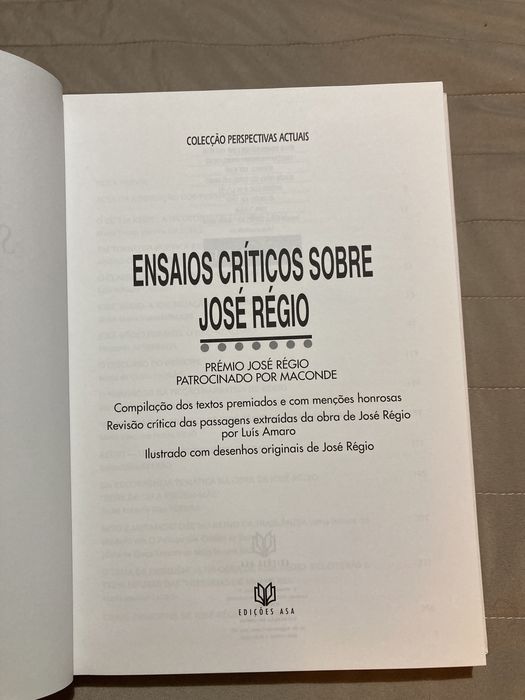 COLECÇÃO PERSPECTIVAS ACTUAIS
ENSAIOS CRÍTICOS SOBRE
JOSÉ RÉGIO
PRÉMIO JOSÉ RÉGIO
PATROCINADO POR MACONDE
Compilação dos textos premiados e com menções honrosas
Revisão crítica das passagens extraídas da obra de José Régio
por Luís Amaro
Ilustrado com desenhos originais de José Régio
EDIÇÕES ASA